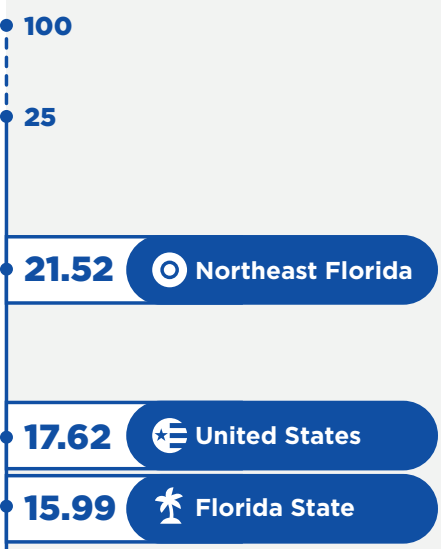 100
25
21.52 Northeast Florida
17.62 United States
15.99 Florida State